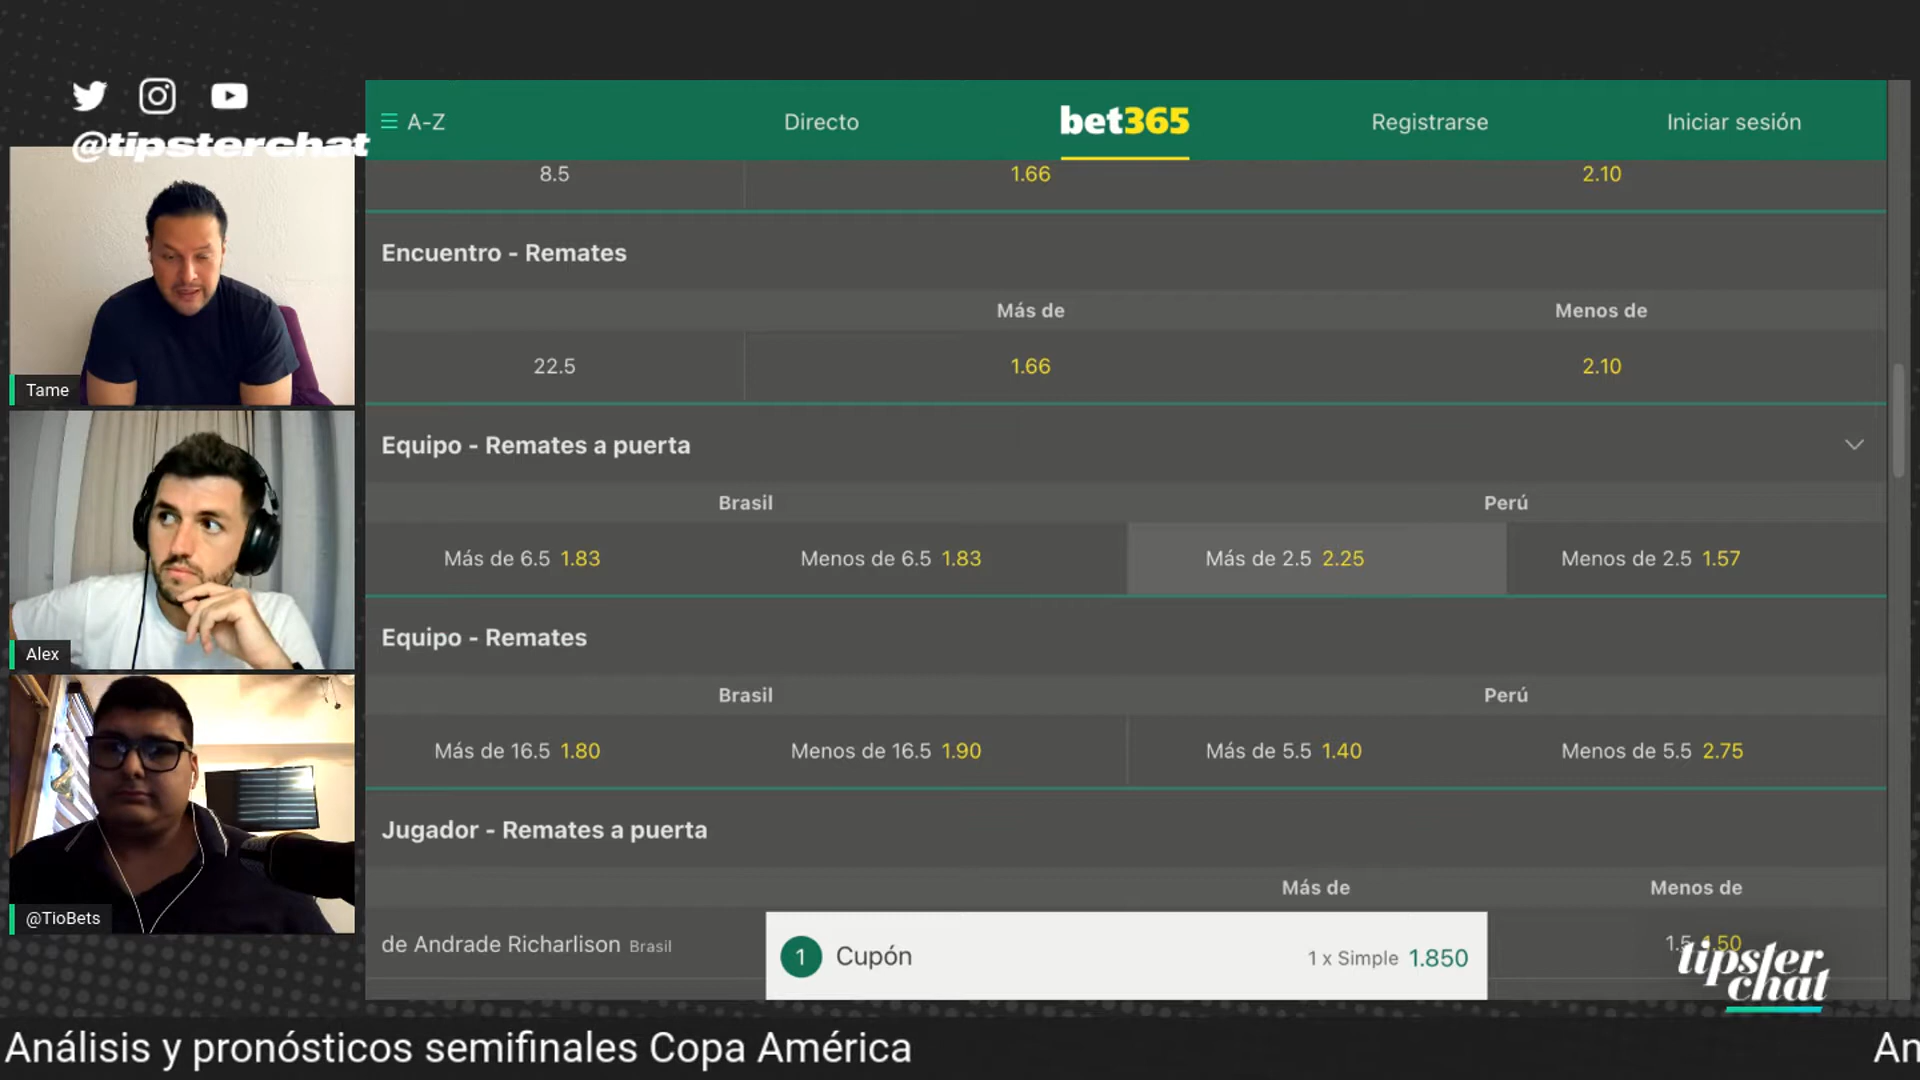 @tipsterchat
A-Z
Directo
bet365
Registrarse
Iniciar sesión
8.5 1.66 2.10
Encuentro - Remates
Más de Menos de
22.5 1.66 2.10
Equipo - Remates a puerta
Brasil Perú
Más de 6.5 1.83 Menos de 6.5 1.83 Más de 2.5 2.25 Menos de 2.5 1.57
Equipo - Remates
Brasil Perú
Más de 16.5 1.80 Menos de 16.5 1.90 Más de 5.5 1.40 Menos de 5.5 2.75
Jugador - Remates a puerta
Más de Menos de
de Andrade Richarlison Brasil
1.5 1.50
1 Cupón 1 x Simple 1.850
Tame
Alex
@TioBets
tipster
chat
Análisis y pronósticos semifinales Copa América
An